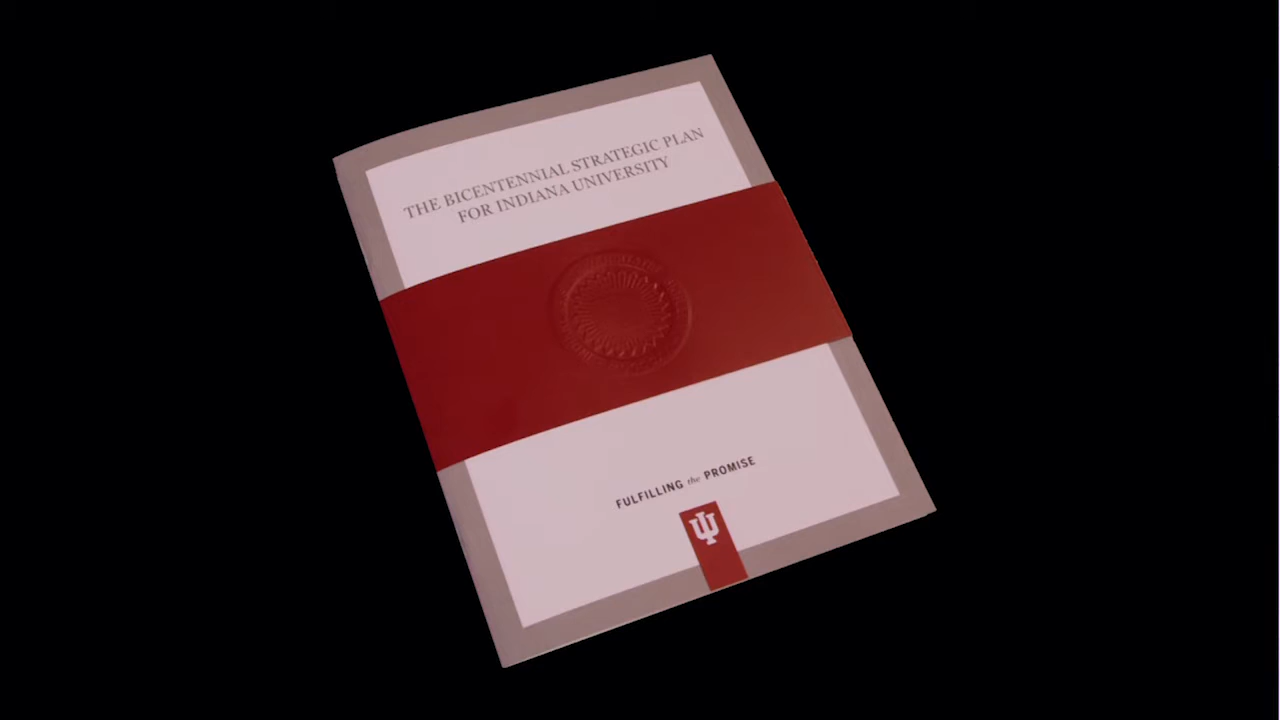 THE BICENTENNIAL STRATEGIC PLAN
FOR INDIANA UNIVERSITY
FULFILLING the PROMISE